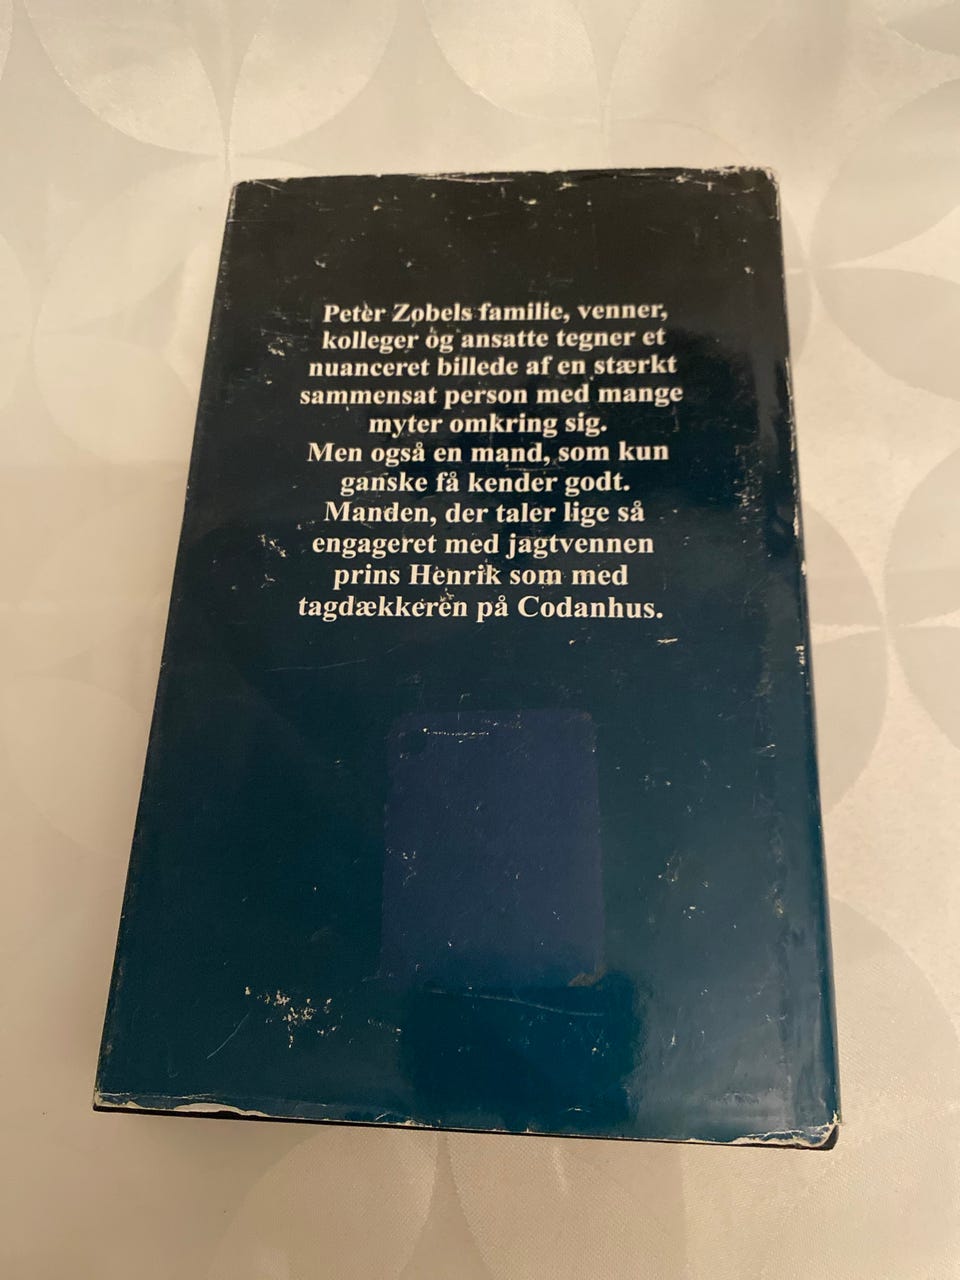 Peter Zobels familie, venner,
kolleger og ansatte tegner et
nuanceret billede af en stærkt
sammensat person med mange
myter omkring sig.
Men også en mand, som kun
ganske få kender godt.
Manden, der taler lige så
engageret med jagtvennen
prins Henrik som med
tagdækkeren på Codanhus.